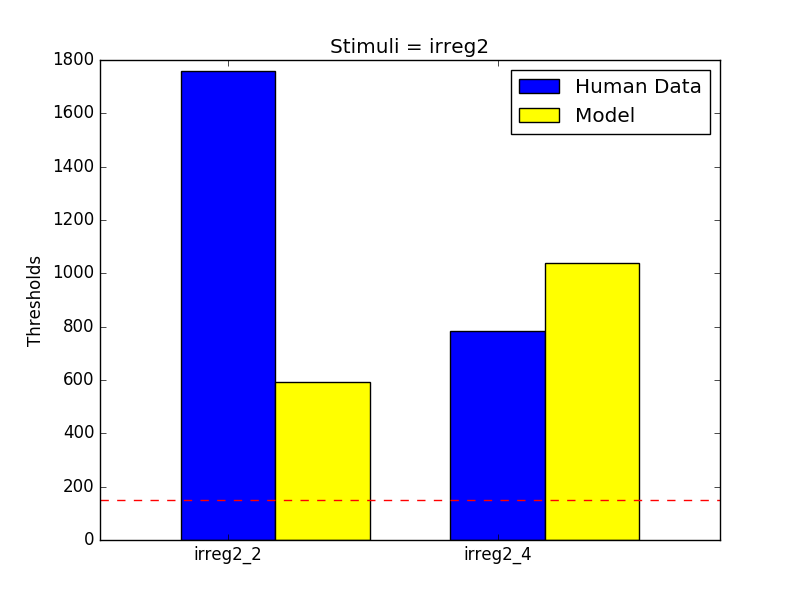 Stimuli = irreg2
Human Data
Model
Thresholds
1800
1600
1400
1200
1000
800
600
400
200
0
irreg2_2
irreg2_4